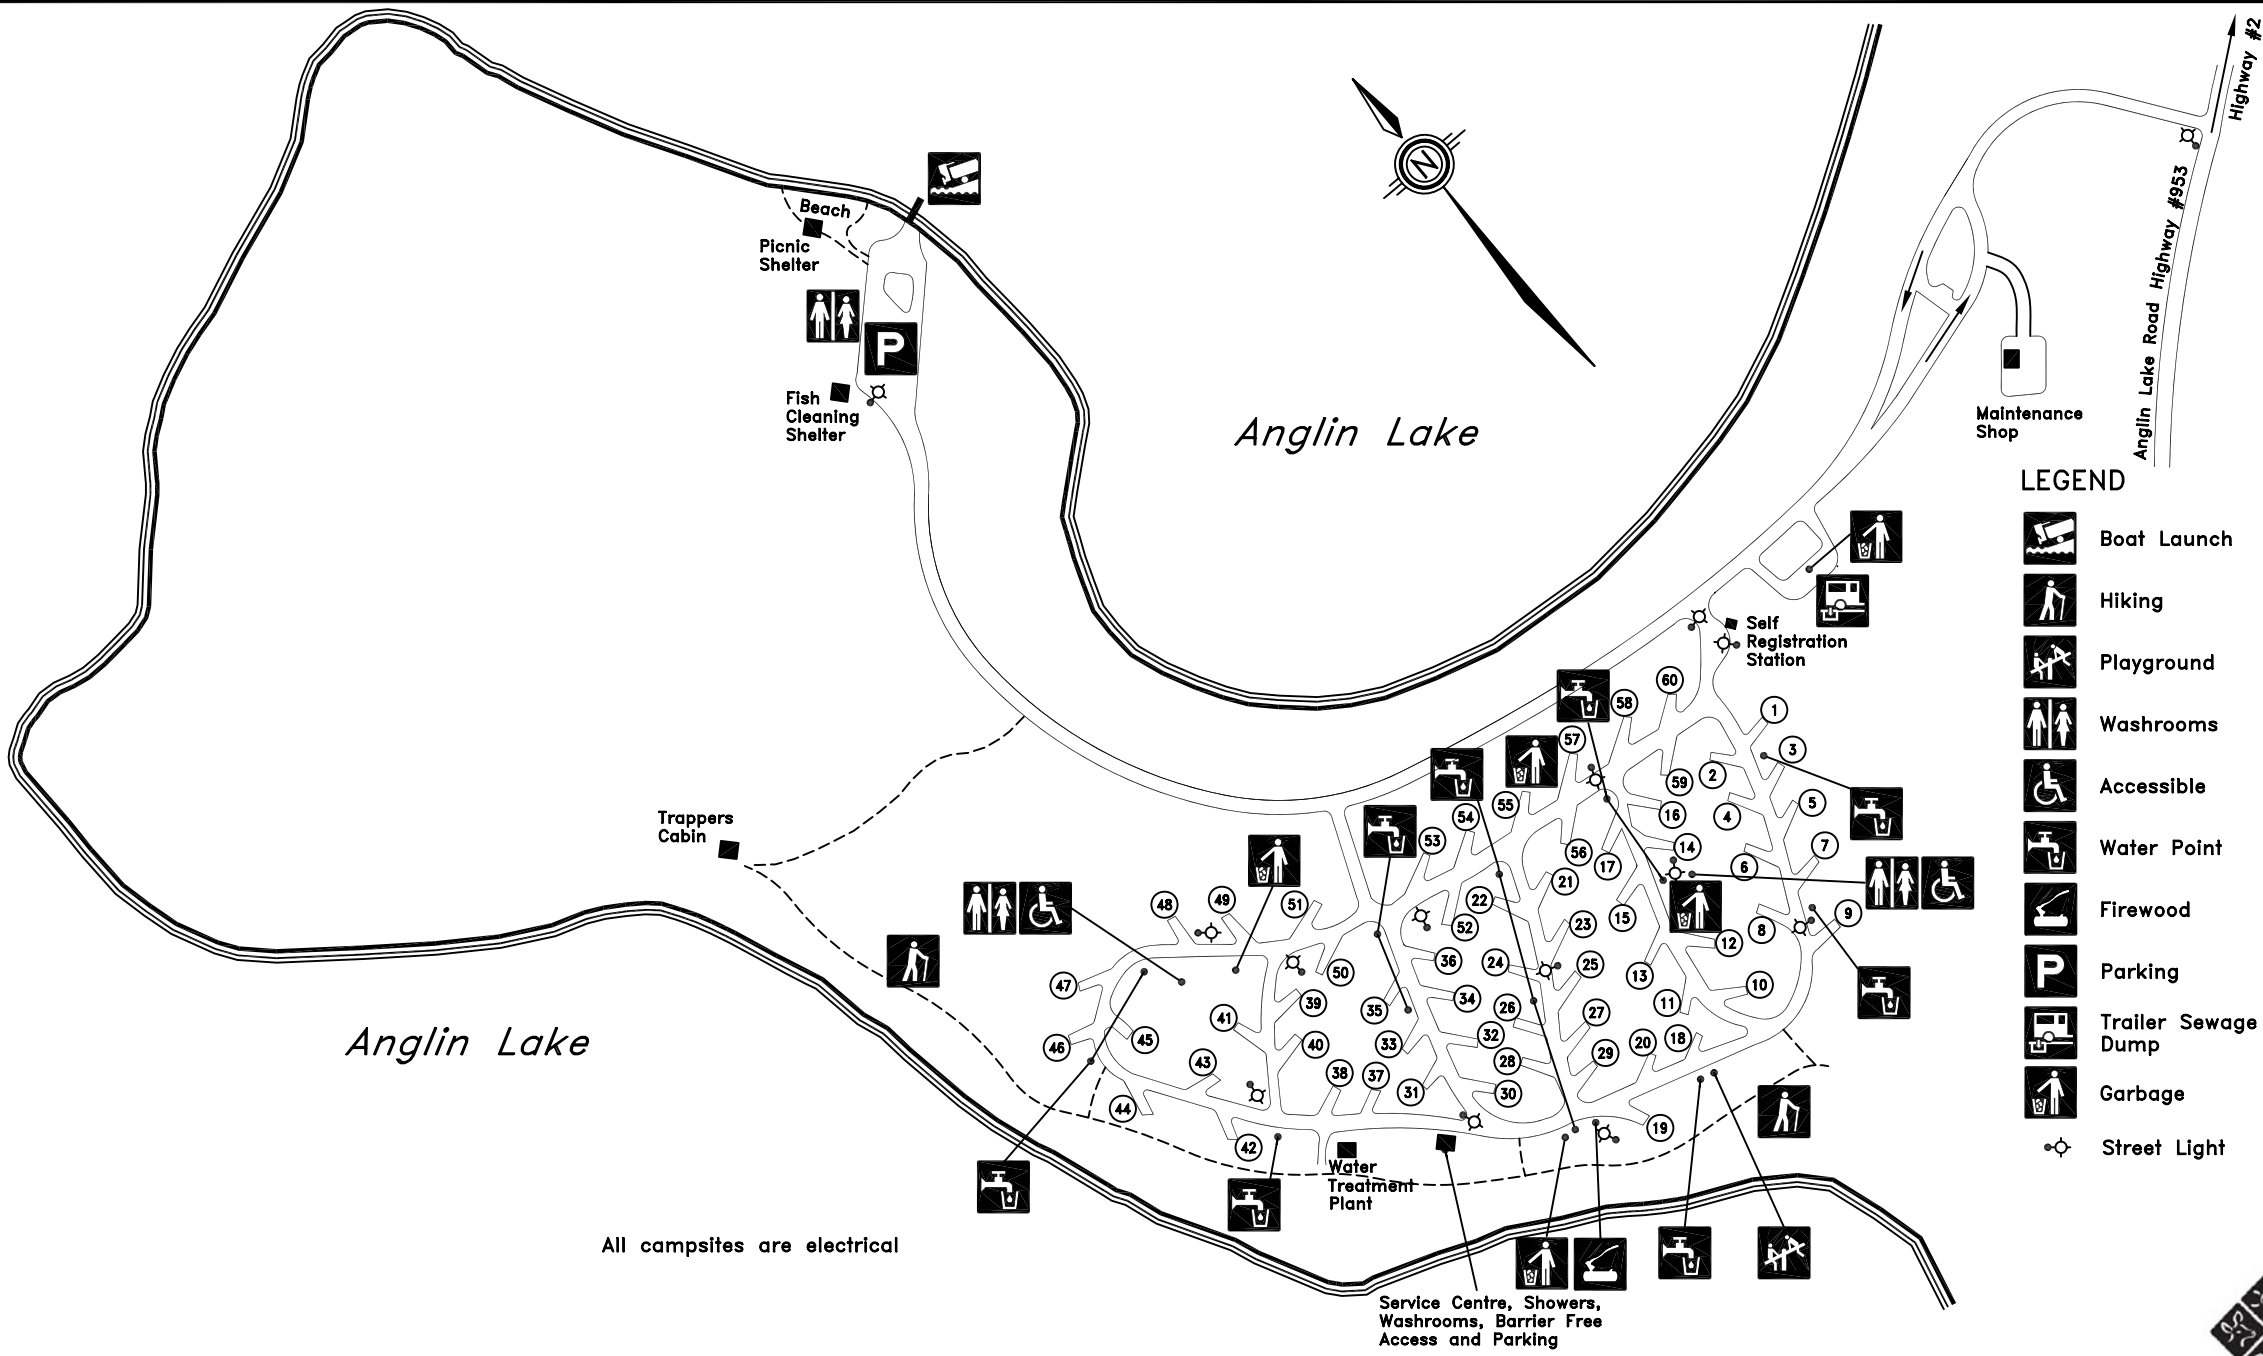 Highway #2
Anglin Lake Road Highway #953
N
Beach
Picnic
Shelter
P
Fish
Cleaning
Shelter
Anglin Lake
Maintenance
Shop
Self
Registration
Station
Trappers
Cabin
Anglin Lake
60
58
1
57
3
59
2
5
55
16
4
54
53
14
7
56
17
6
21
48
49
51
22
15
9
52
23
8
12
36
24
25
50
13
47
10
39
34
11
35
26
27
41
32
18
45
40
33
20
46
29
43
28
38
37
31
30
44
19
42
Water
Treatment
Plant
All campsites are electrical
Service Centre, Showers,
Washrooms, Barrier Free
Access and Parking
LEGEND
Boat Launch
Hiking
Playground
Washrooms
Accessible
Water Point
Firewood
P Parking
Trailer Sewage
Dump
Garbage
Street Light